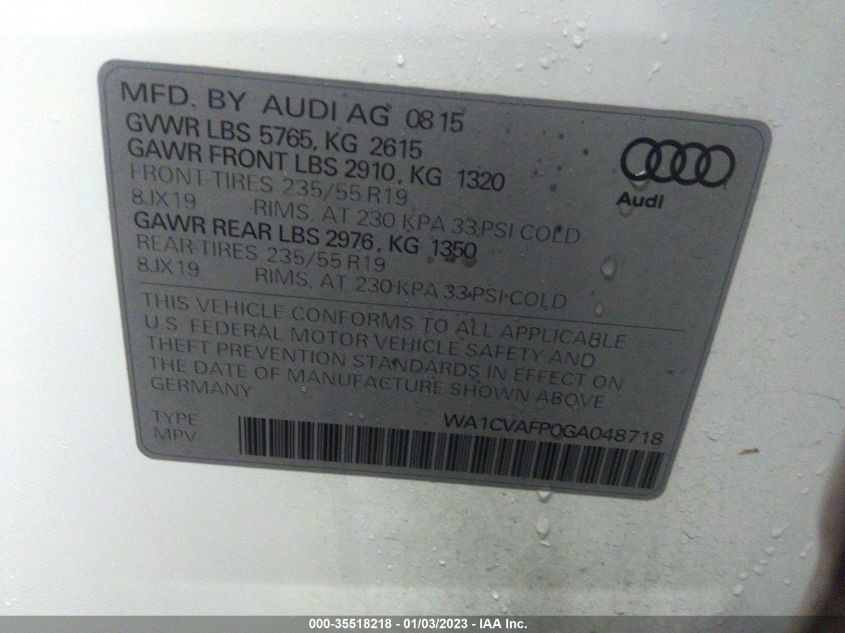 MFD. BY AUDI AG 08 15
GVWR LBS 5765, KG 2615
GAWR FRONT LBS 2910, KG 1320
FRONT-TIRES 235/55 R19
8JX19 RIMS, AT 230 KPA 33 PSI COLD
GAWR REAR LBS 2976, KG 1350
REAR-TIRES 235/55 R19
8JX19 RIMS, AT 230 KPA 33 PSI COLD
Audi
THIS VEHICLE CONFORMS TO ALL APPLICABLE
U.S. FEDERAL MOTOR VEHICLE SAFETY AND
THEFT PREVENTION STANDARDS IN EFFECT ON
THE DATE OF MANUFACTURE SHOWN ABOVE
GERMANY
TYPE
MPV
WA1CVAFP0GA048718
000-35518218 - 01/03/2023 - IAA Inc.